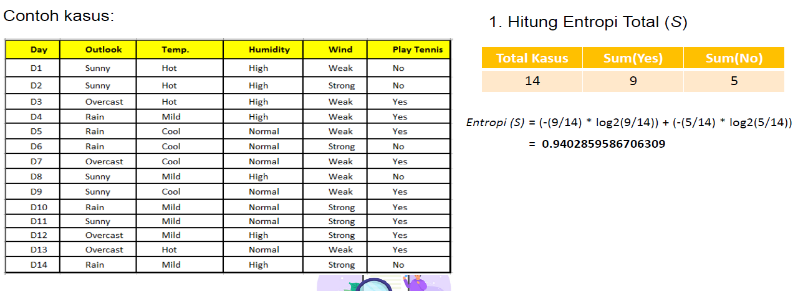 Contoh kasus:
Day Outlook Temp. Humidity Wind Play Tennis
D1 Sunny Hot High Weak No
D2 Sunny Hot High Strong No
D3 Overcast Hot High Weak Yes
D4 Rain Mild High Weak Yes
D5 Rain Cool Normal Weak Yes
D6 Rain Cool Normal Strong No
D7 Overcast Cool Normal Weak Yes
D8 Sunny Mild High Weak No
D9 Sunny Cool Normal Weak Yes
D10 Rain Mild Normal Strong Yes
D11 Sunny Mild Normal Strong Yes
D12 Overcast Mild High Strong Yes
D13 Overcast Hot Normal Weak Yes
D14 Rain Mild High Strong No
1. Hitung Entropi Total (S)
Total Kasus Sum(Yes) Sum(No)
14 9 5
Entropi (S) = (-(9/14) * log2(9/14)) + (-(5/14) * log2(5/14))
= 0.9402859586706309